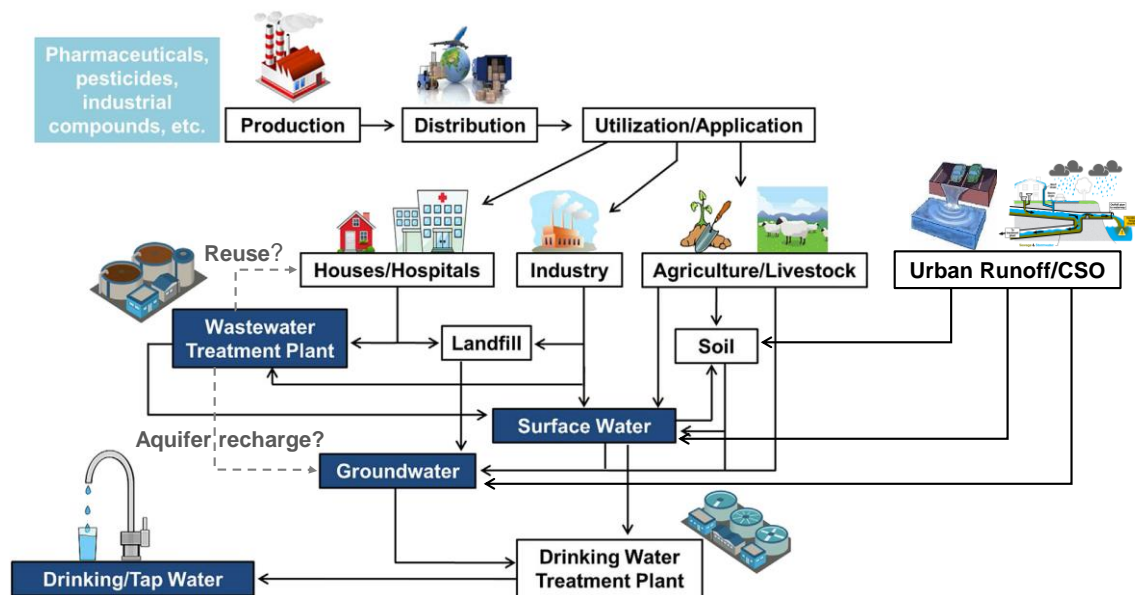 Pharmaceuticals,
pesticides,
industrial
compounds, etc.
Production
Distribution
Utilization/Application
Reuse?
Houses/Hospitals
Industry
Agriculture/Livestock
Urban Runoff/CSO
Wastewater
Treatment Plant
Landfill
Soil
Surface Water
Aquifer recharge?
Groundwater
Drinking Water
Treatment Plant
Drinking/Tap Water